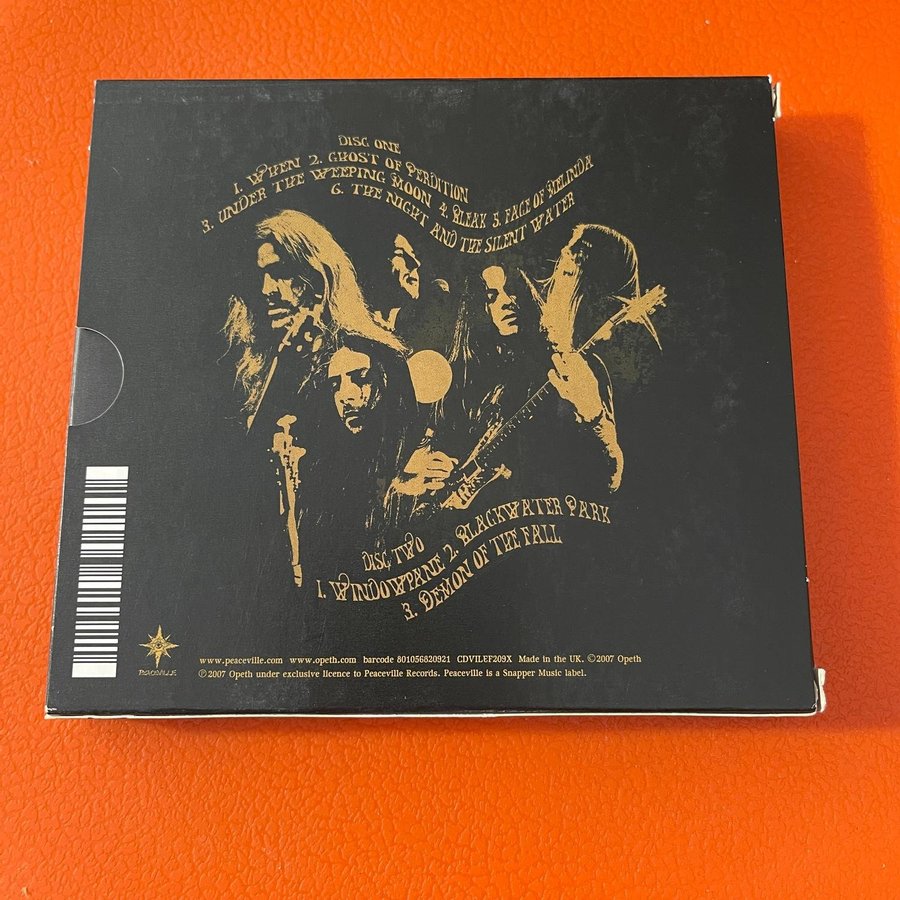 DISC ONE
1. WHEN 2. GHOST OF PERDITION
3. UNDER THE WEEPING MOON 4. BLEAK 5. FACE OF MELINDA
6. THE NIGHT AND THE SILENT WATER
DISC TWO
1. WINDOWPANE 2. BLACKWATER PARK
3. DEMON OF THE FALL
PEACEVILLE
www.peaceville.com www.opeth.com barcode 801056820921 CDVILEF209X Made in the UK. ©2007 Opeth
℗2007 Opeth under exclusive licence to Peaceville Records. Peaceville is a Snapper Music label.